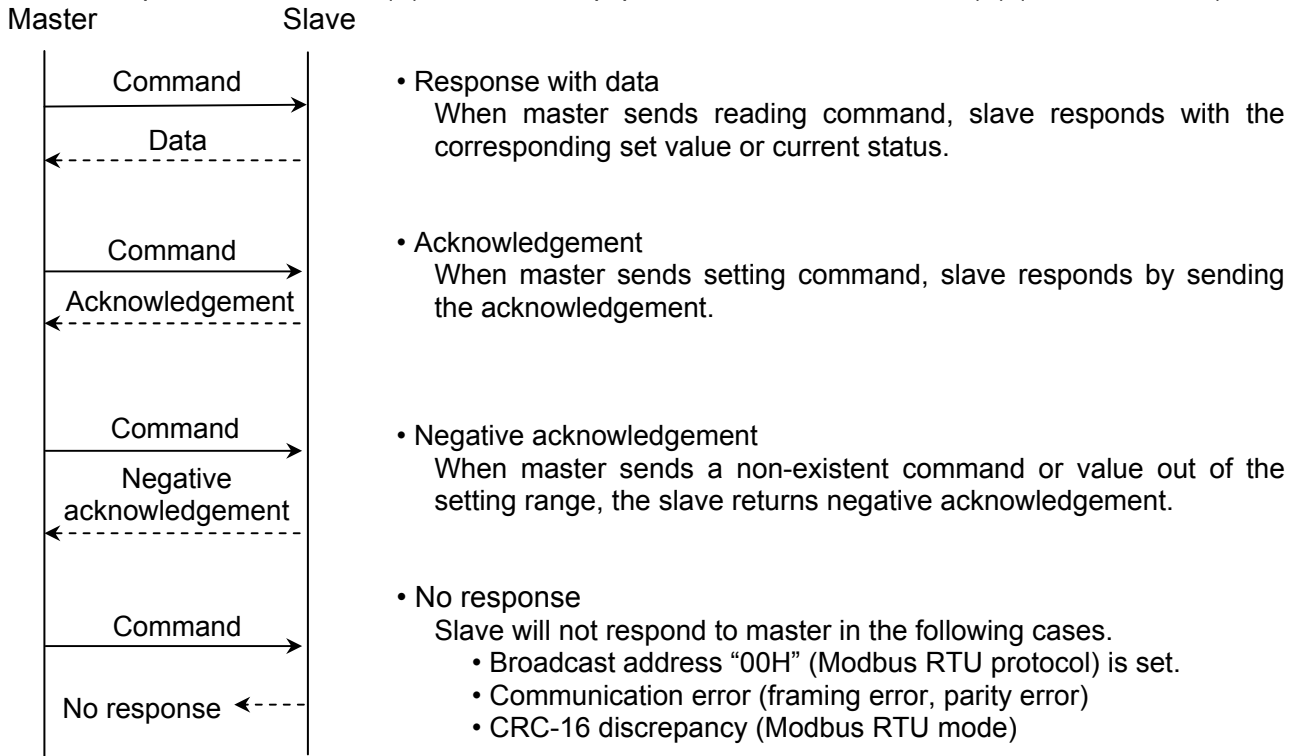 Master Slave
Command
Data
• Response with data
When master sends reading command, slave responds with the
corresponding set value or current status.
Command
Acknowledgement
• Acknowledgement
When master sends setting command, slave responds by sending
the acknowledgement.
Command
Negative
acknowledgement
• Negative acknowledgement
When master sends a non-existent command or value out of the
setting range, the slave returns negative acknowledgement.
Command
No response
• No response
Slave will not respond to master in the following cases.
• Broadcast address “00H” (Modbus RTU protocol) is set.
• Communication error (framing error, parity error)
• CRC-16 discrepancy (Modbus RTU mode)